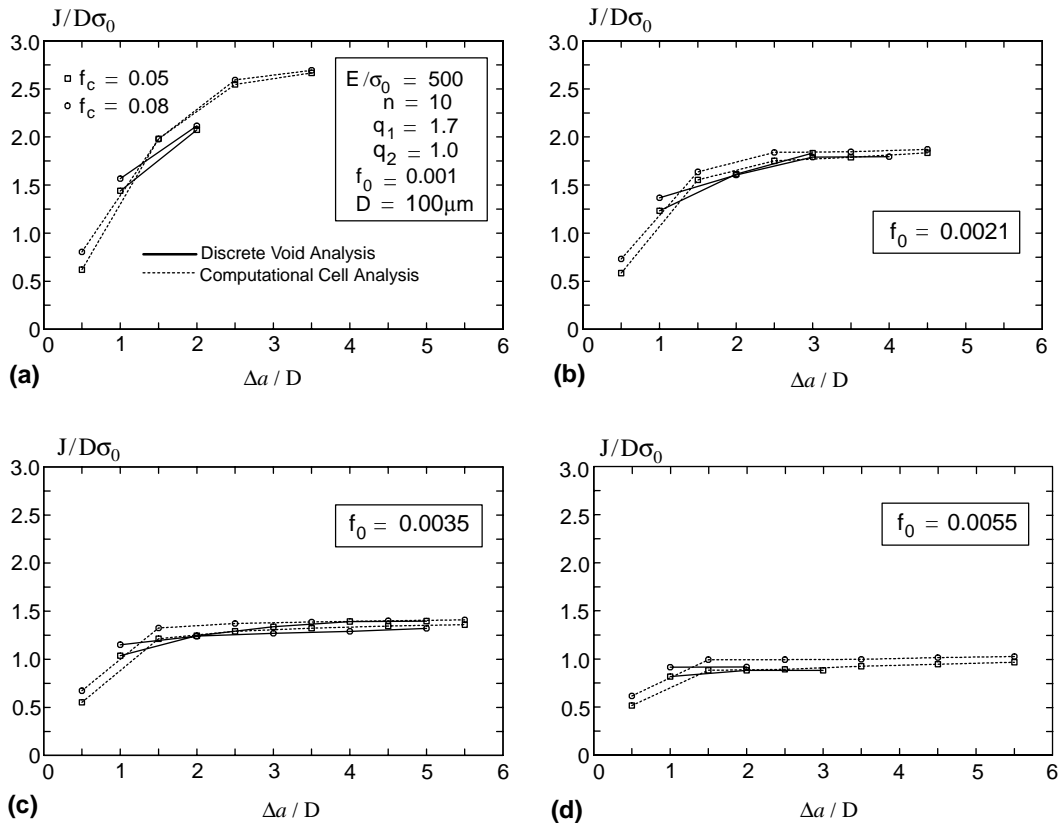 J/Dσ0
3.0
2.5
2.0
1.5
1.0
0.5
0
fc = 0.05
fc = 0.08
E/σ0 = 500
n = 10
q1 = 1.7
q2 = 1.0
f0 = 0.001
D = 100μm
Discrete Void Analysis
Computational Cell Analysis
0 1 2 3 4 5 6
(a)
Δa / D
J/Dσ0
3.0
2.5
2.0
1.5
1.0
0.5
0
f0 = 0.0021
0 1 2 3 4 5 6
(b)
Δa / D
J/Dσ0
3.0
2.5
2.0
1.5
1.0
0.5
0
f0 = 0.0035
0 1 2 3 4 5 6
(c)
Δa / D
J/Dσ0
3.0
2.5
2.0
1.5
1.0
0.5
0
f0 = 0.0055
0 1 2 3 4 5 6
(d)
Δa / D